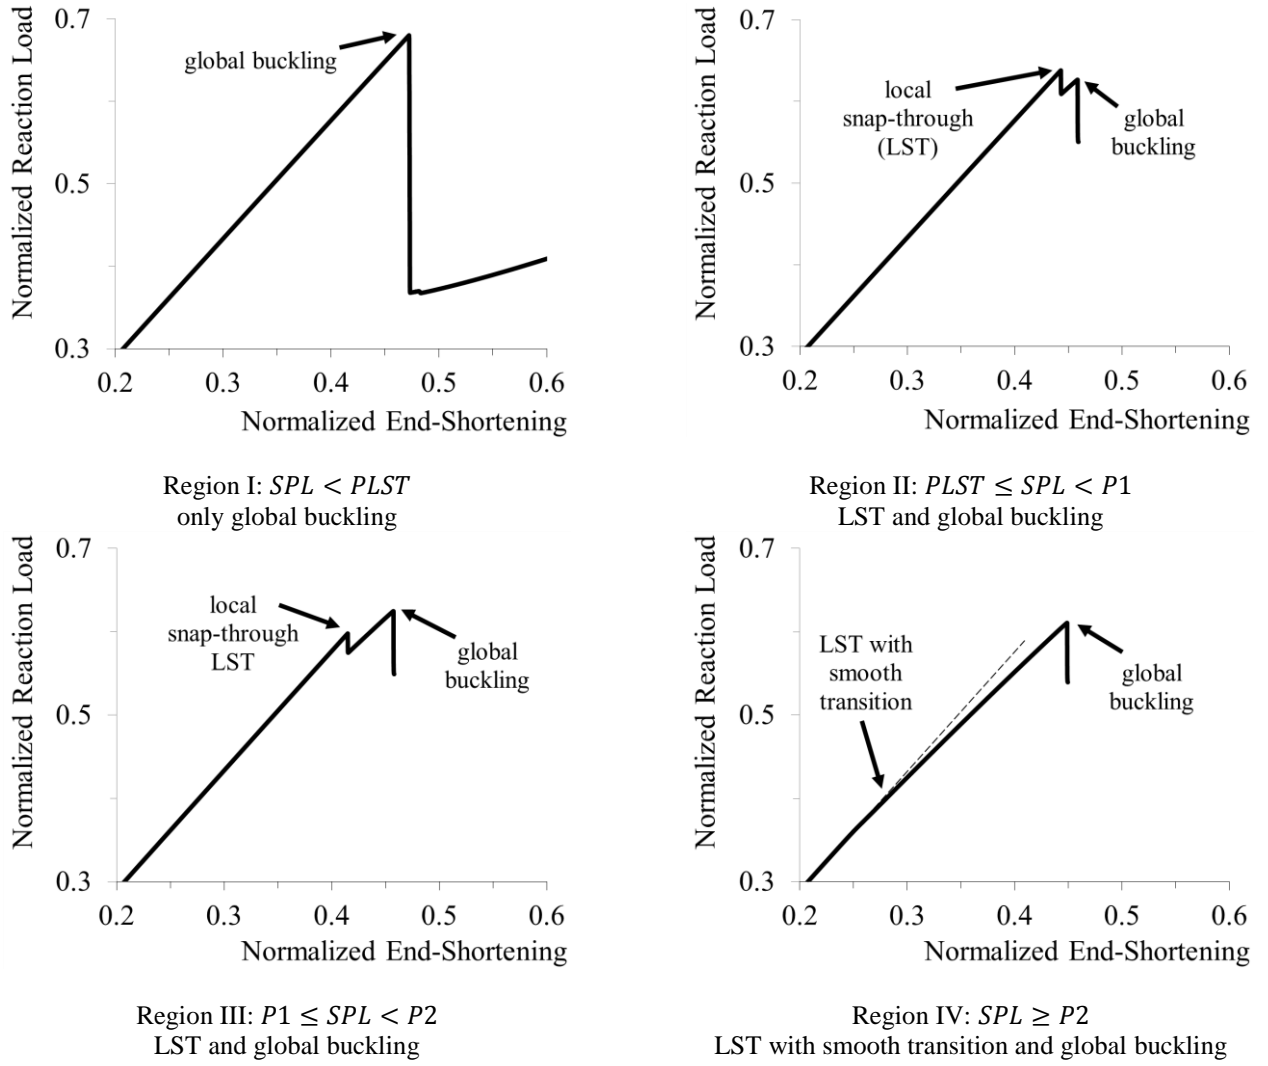 Normalized Reaction Load
0.7
0.5
0.3
global buckling
0.2 0.3 0.4 0.5 0.6
Normalized End-Shortening
Region I: SPL < PLST
only global buckling
Normalized Reaction Load
0.7
0.5
0.3
local
snap-through
(LST)
global
buckling
0.2 0.3 0.4 0.5 0.6
Normalized End-Shortening
Region II: PLST ≤ SPL < P1
LST and global buckling
Normalized Reaction Load
0.7
0.5
0.3
local
snap-through
LST
global
buckling
0.2 0.3 0.4 0.5 0.6
Normalized End-Shortening
Region III: P1 ≤ SPL < P2
LST and global buckling
Normalized Reaction Load
0.7
0.5
0.3
LST with
smooth
transition
global
buckling
0.2 0.3 0.4 0.5 0.6
Normalized End-Shortening
Region IV: SPL ≥ P2
LST with smooth transition and global buckling